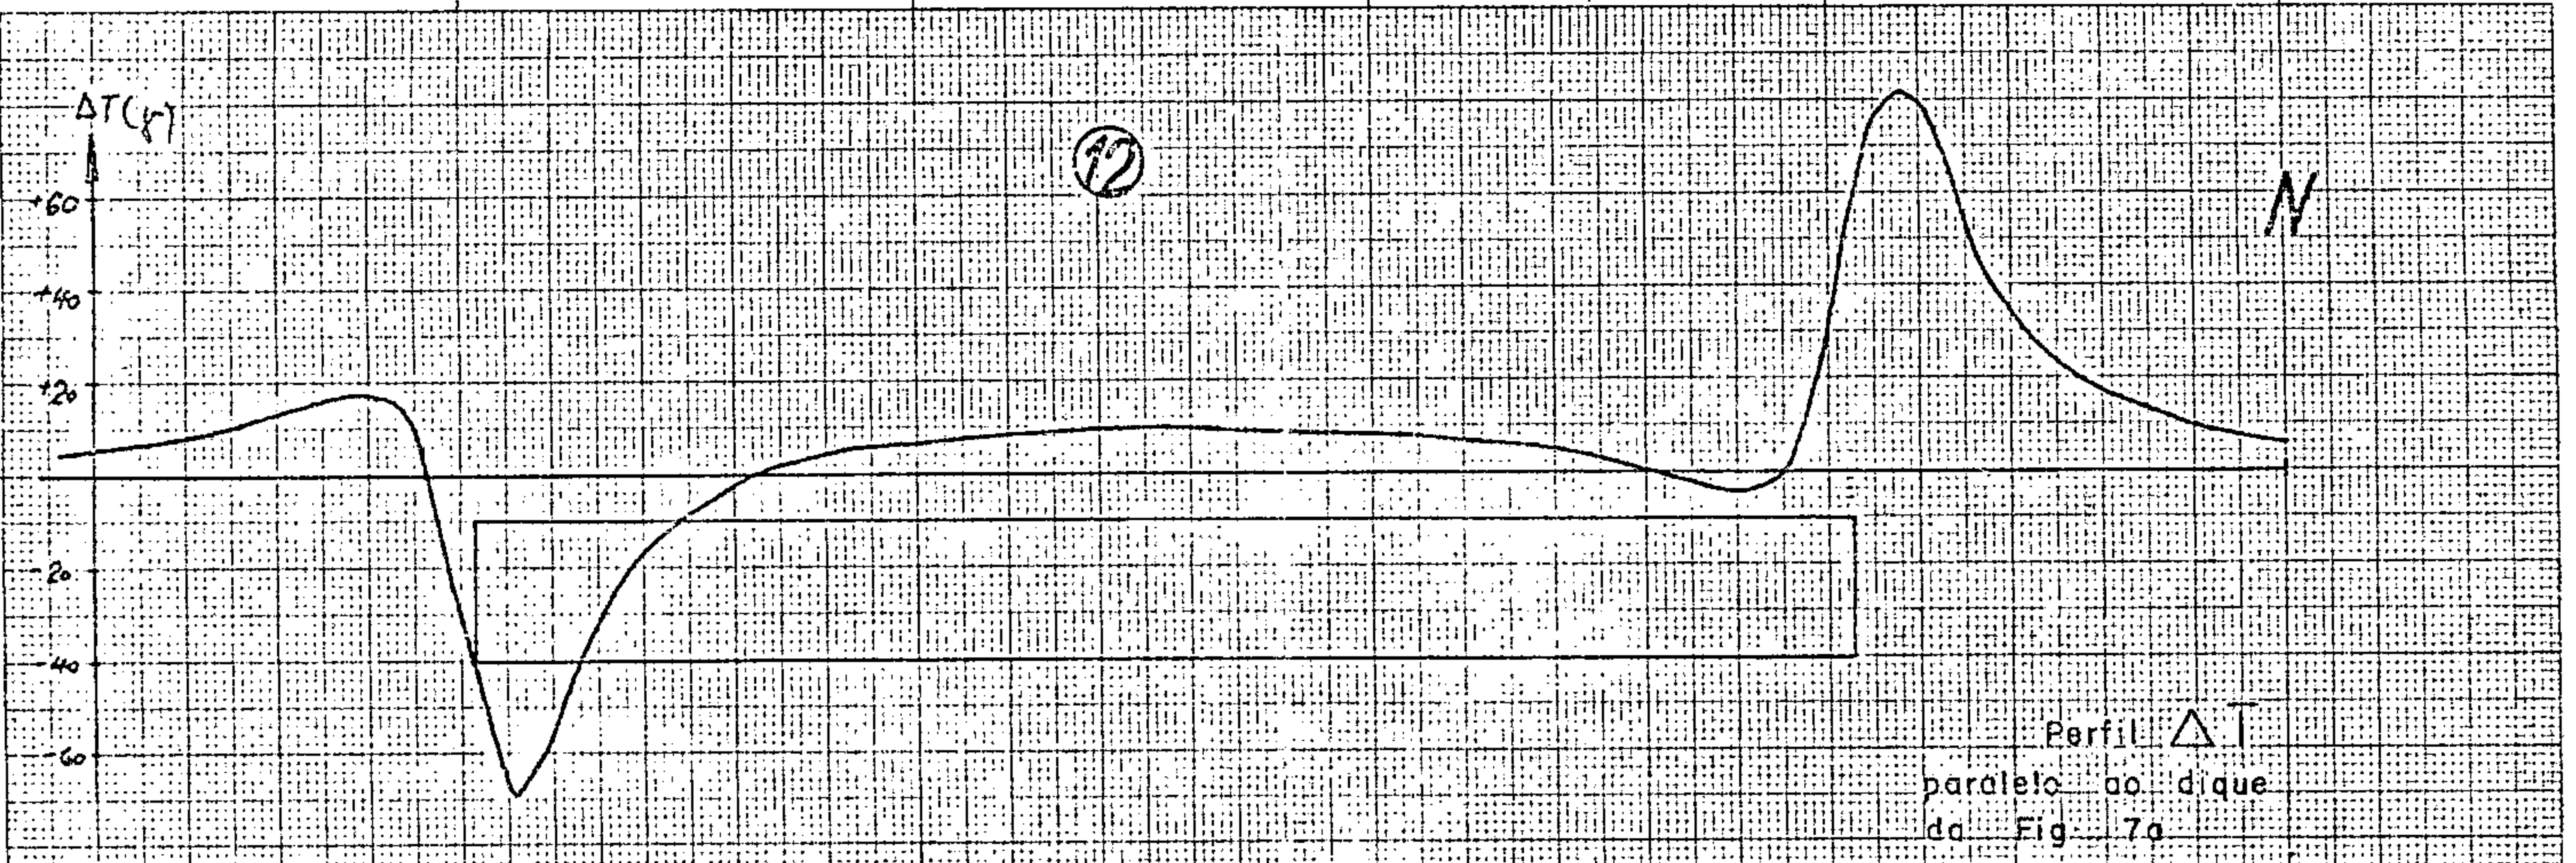 ΔT(γ)
12
+60
N
+40
+20
-20
-40
-60
Perfil ΔT
paralelo ao dique
da Fig 7a